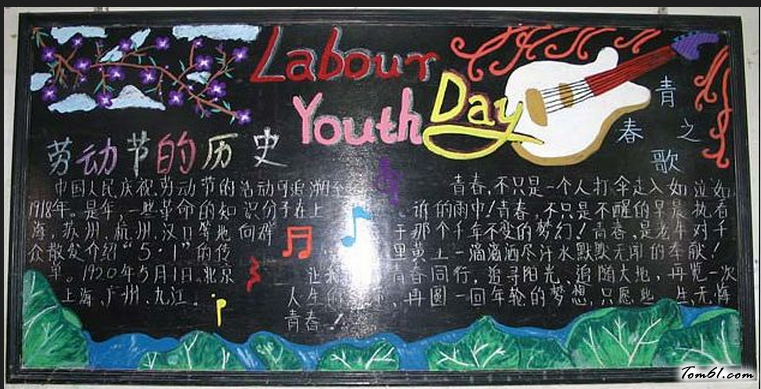 Labour
Youth Day
劳动节的历史
中国人民庆祝劳动节的活动可追溯至
1918年。是年,一些革命的知识分子在上
海、苏州、杭州、汉口等地向群
众散发介绍“5·1”的传
单。1920年5月1日,北京
上海、广州、九江、
青春之歌
青春,不只是一个人打伞走入如泣如
谁的雨中!青春,不只是不醒的早晨执着
于那个千年不变的梦幻!青春,是老牛对千
里黄土一滴滴洒尽汗水默默无闻的奉献!
让 青春同行,追寻阳光、追随大地,再览一次
人生的 ,再圆一回年轮的梦想,只愿此生无悔
青春!
Tom61.com